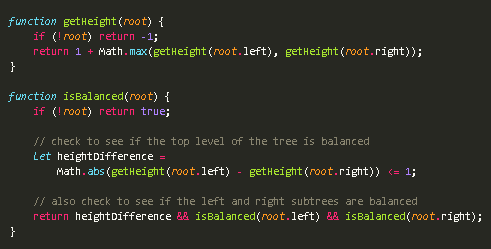 function getHeight(root) {
    if (!root) return -1;
    return 1 + Math.max(getHeight(root.left), getHeight(root.right));
}

function isBalanced(root) {
    if (!root) return true;

    // check to see if the top level of the tree is balanced
    let heightDifference =
        Math.abs(getHeight(root.left) - getHeight(root.right)) <= 1;

    // also check to see if the left and right subtrees are balanced
    return heightDifference && isBalanced(root.left) && isBalanced(root.right);
}